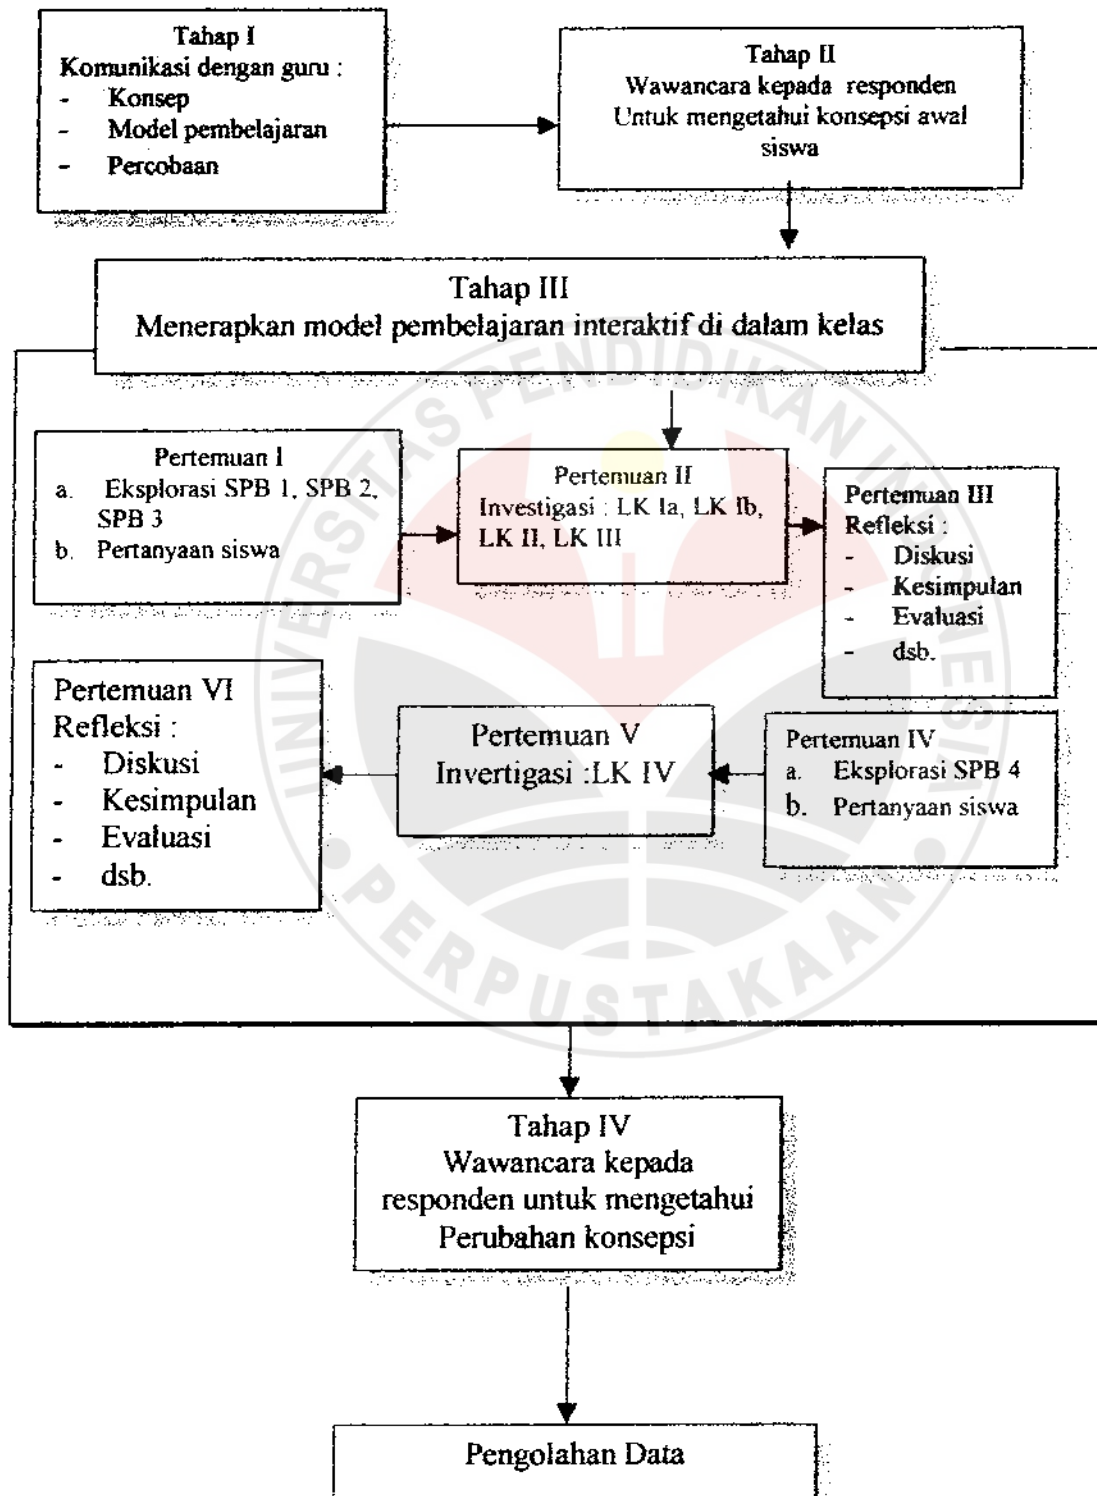 Tahap I
Komunikasi dengan guru :
- Konsep
- Model pembelajaran
- Percobaan
Tahap II
Wawancara kepada responden
Untuk mengetahui konsepsi awal
siswa
Tahap III
Menerapkan model pembelajaran interaktif di dalam kelas
Pertemuan I
a. Eksplorasi SPB 1, SPB 2,
SPB 3
b. Pertanyaan siswa
Pertemuan II
Investigasi : LK Ia, LK Ib,
LK II, LK III
Pertemuan III
Refleksi :
- Diskusi
- Kesimpulan
- Evaluasi
- dsb.
Pertemuan IV
a. Eksplorasi SPB 4
b. Pertanyaan siswa
Pertemuan V
Invertigasi :LK IV
Pertemuan VI
Refleksi :
- Diskusi
- Kesimpulan
- Evaluasi
- dsb.
Tahap IV
Wawancara kepada
responden untuk mengetahui
Perubahan konsepsi
Pengolahan Data
UNIVERSITAS PENDIDIKAN INDONESIA
PERPUSTAKAAN